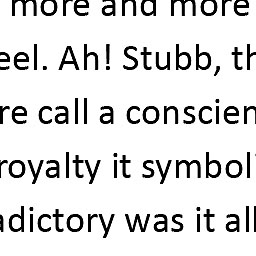 more and more
eel. Ah! Stubb, th
re call a conscien
royalty it symbol
adictory was it all